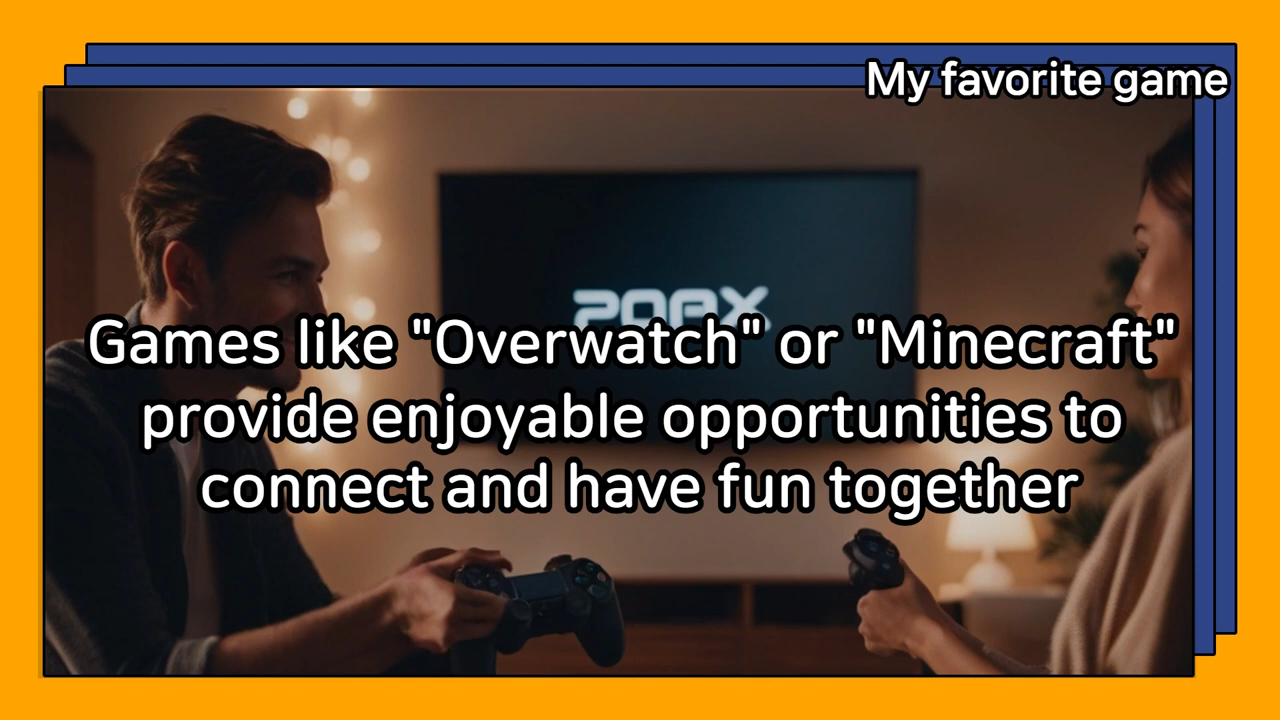 My favorite game
Games like "Overwatch" or "Minecraft"
provide enjoyable opportunities to
connect and have fun together